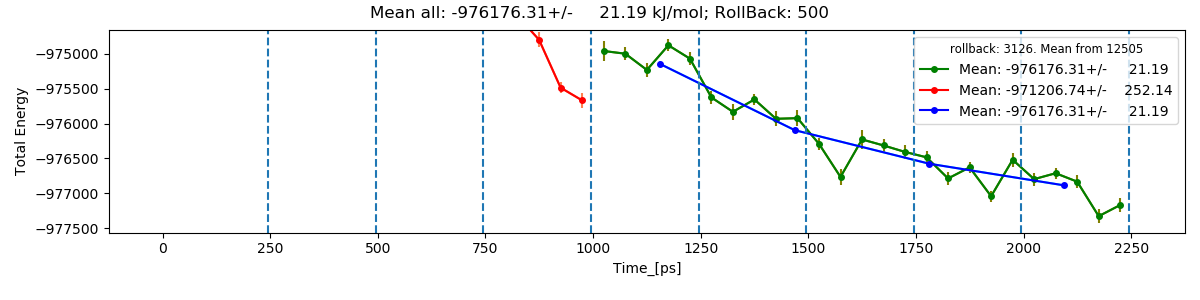 Mean all: -976176.31+/-     21.19 kJ/mol; RollBack: 500
Total Energy
−975000
−975500
−976000
−976500
−977000
−977500
rollback: 3126. Mean from 12505
Mean: -976176.31+/-     21.19
Mean: -971206.74+/-    252.14
Mean: -976176.31+/-     21.19
0 250 500 750 1000 1250 1500 1750 2000 2250
Time_[ps]